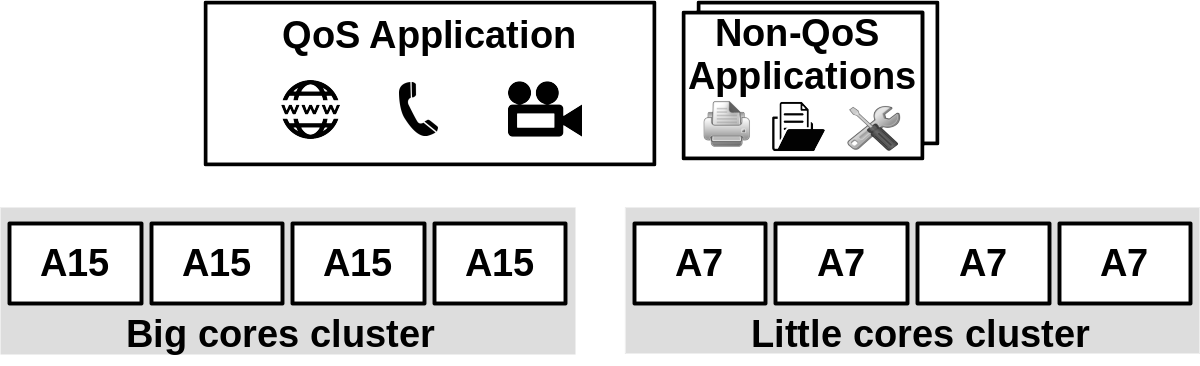 QoS Application
Non-QoS
Applications
www
A15 A15 A15 A15
Big cores cluster
A7 A7 A7 A7
Little cores cluster